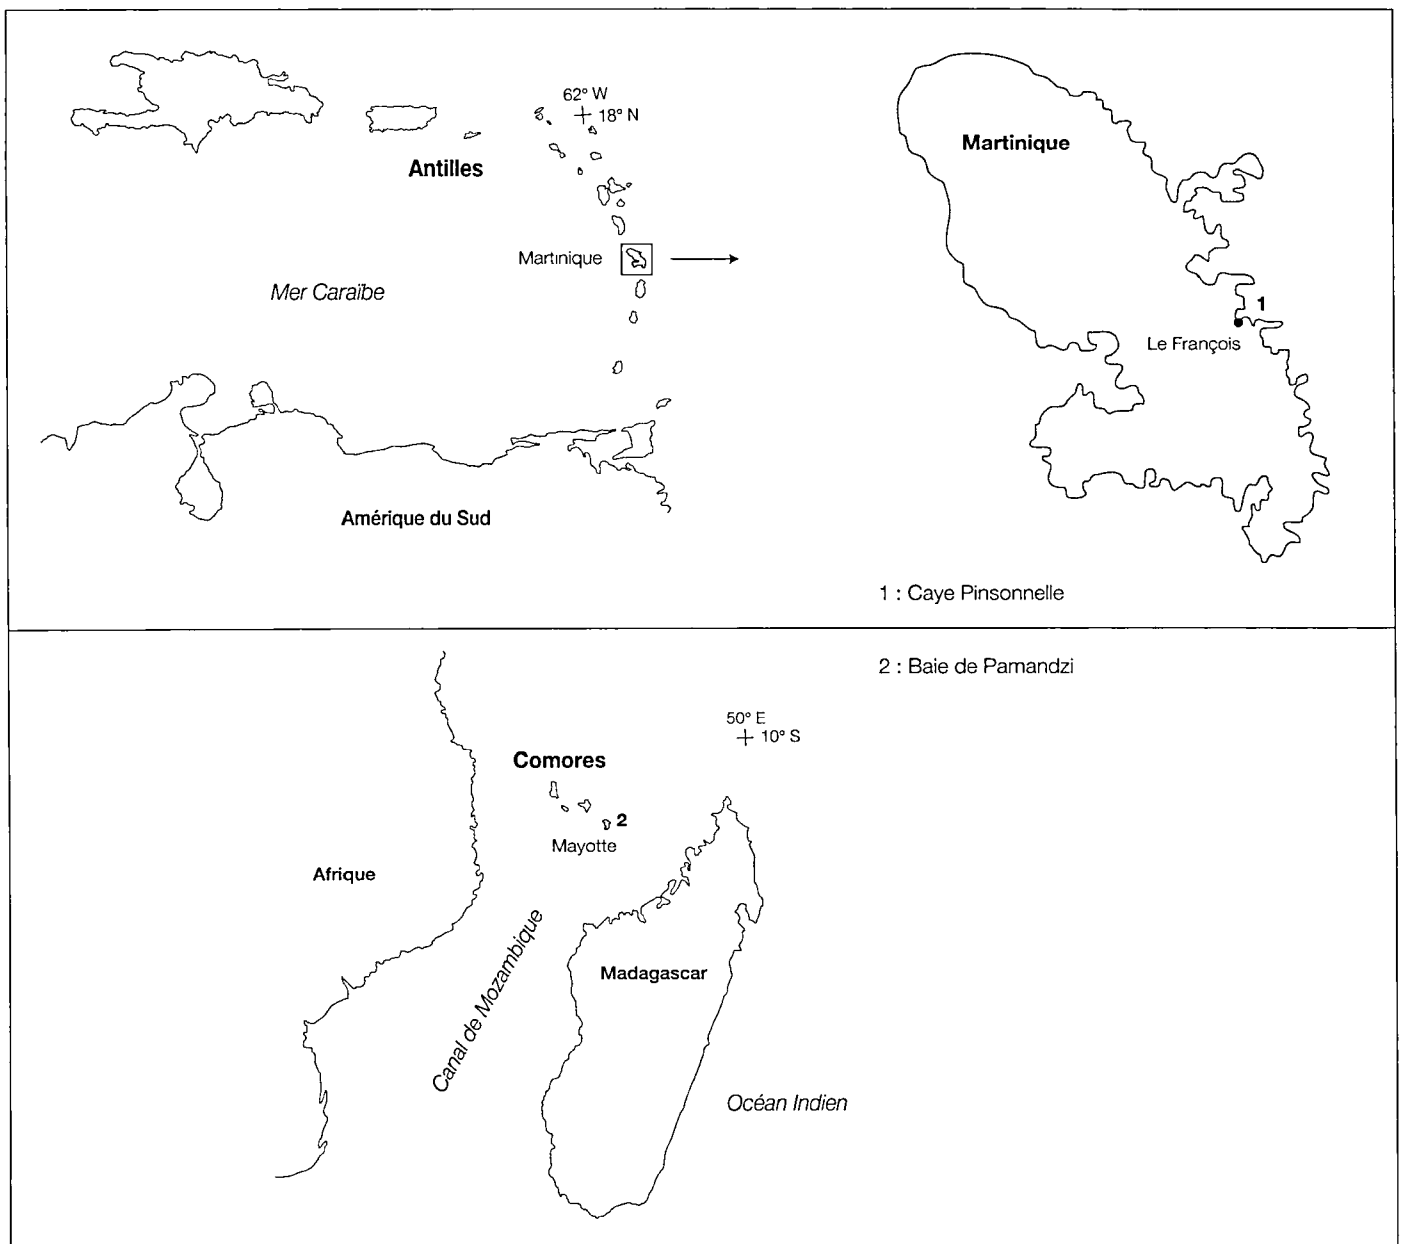 62° W
18° N
Antilles
Martinique
Mer Caraïbe
Amérique du Sud
Martinique
1
Le François
1 : Caye Pinsonnelle
2 : Baie de Pamandzi
50° E
10° S
Comores
2
Mayotte
Afrique
Canal de Mozambique
Madagascar
Océan Indien